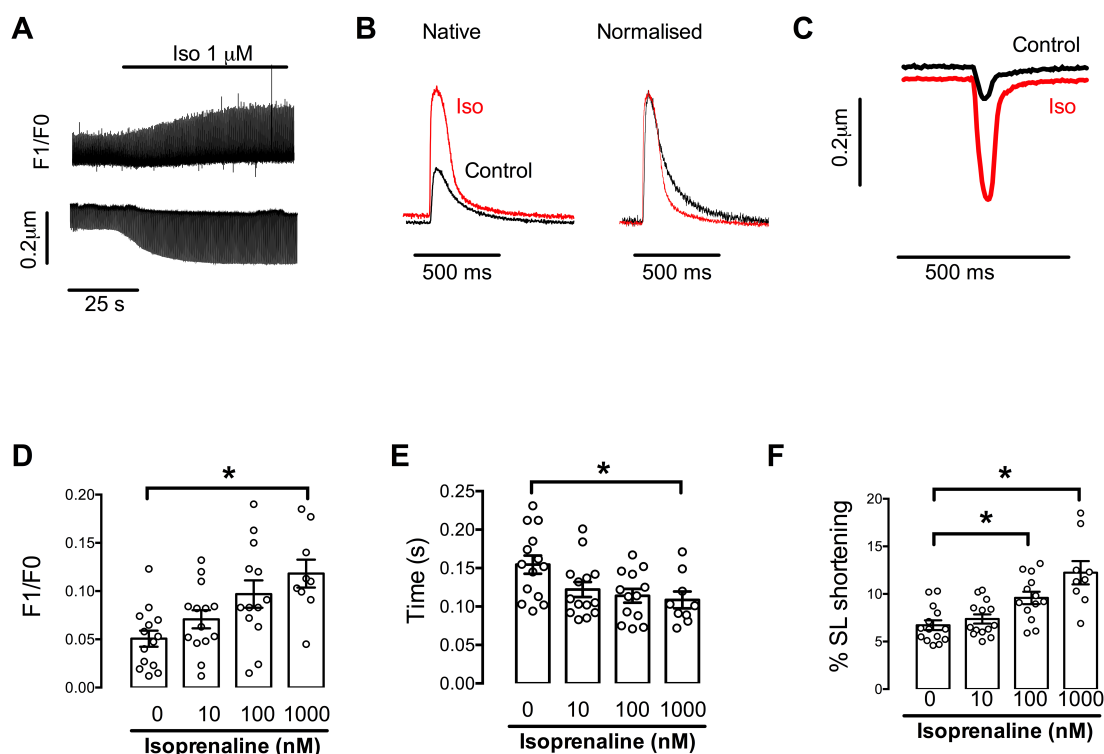 A
Iso 1 μM
F1/F0
0.2μm
25 s
B
Native
Normalised
Iso
Control
500 ms
500 ms
C
Control
Iso
0.2μm
500 ms
D
*
F1/F0
0.20
0.15
0.10
0.05
0.00
0 10 100 1000
Isoprenaline (nM)
E
*
Time (s)
0.25
0.20
0.15
0.10
0.05
0.00
0 10 100 1000
Isoprenaline (nM)
F
*
*
% SL shortening
20
15
10
5
0
0 10 100 1000
Isoprenaline (nM)